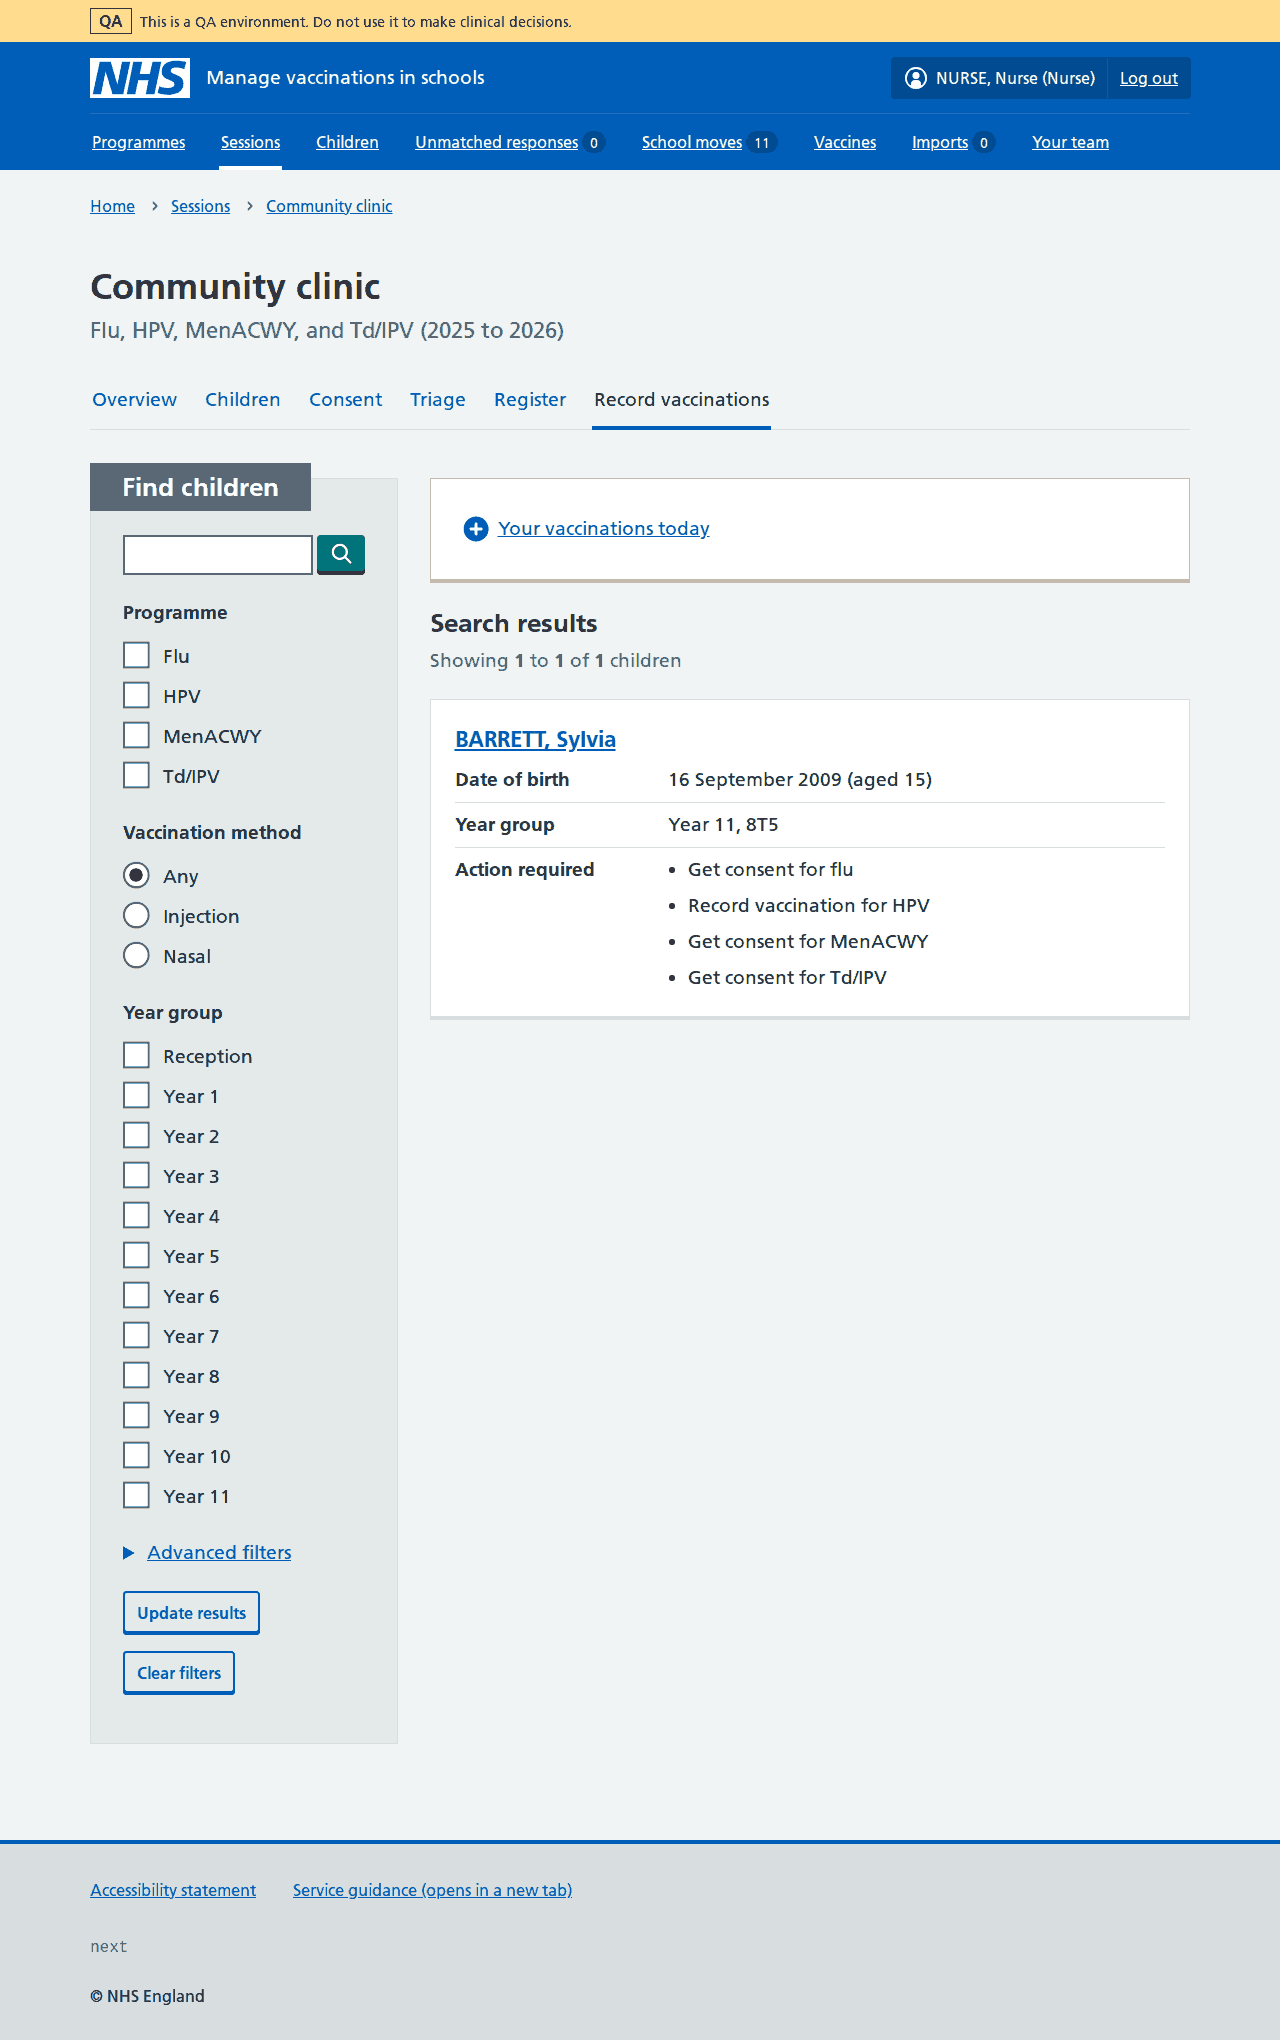 QA This is a QA environment. Do not use it to make clinical decisions.
NHS Manage vaccinations in schools NURSE, Nurse (Nurse) Log out
Programmes Sessions Children Unmatched responses 0 School moves 11 Vaccines Imports 0 Your team
Home Sessions Community clinic
Community clinic
Flu, HPV, MenACWY, and Td/IPV (2025 to 2026)
Overview Children Consent Triage Register Record vaccinations
Find children
Programme
Flu
HPV
MenACWY
Td/IPV
Vaccination method
Any
Injection
Nasal
Year group
Reception
Year 1
Year 2
Year 3
Year 4
Year 5
Year 6
Year 7
Year 8
Year 9
Year 10
Year 11
Advanced filters
Update results
Clear filters
Your vaccinations today
Search results
Showing 1 to 1 of 1 children
BARRETT, Sylvia
Date of birth 16 September 2009 (aged 15)
Year group Year 11, 8T5
Action required • Get consent for flu
• Record vaccination for HPV
• Get consent for MenACWY
• Get consent for Td/IPV
Accessibility statement Service guidance (opens in a new tab)
next
© NHS England